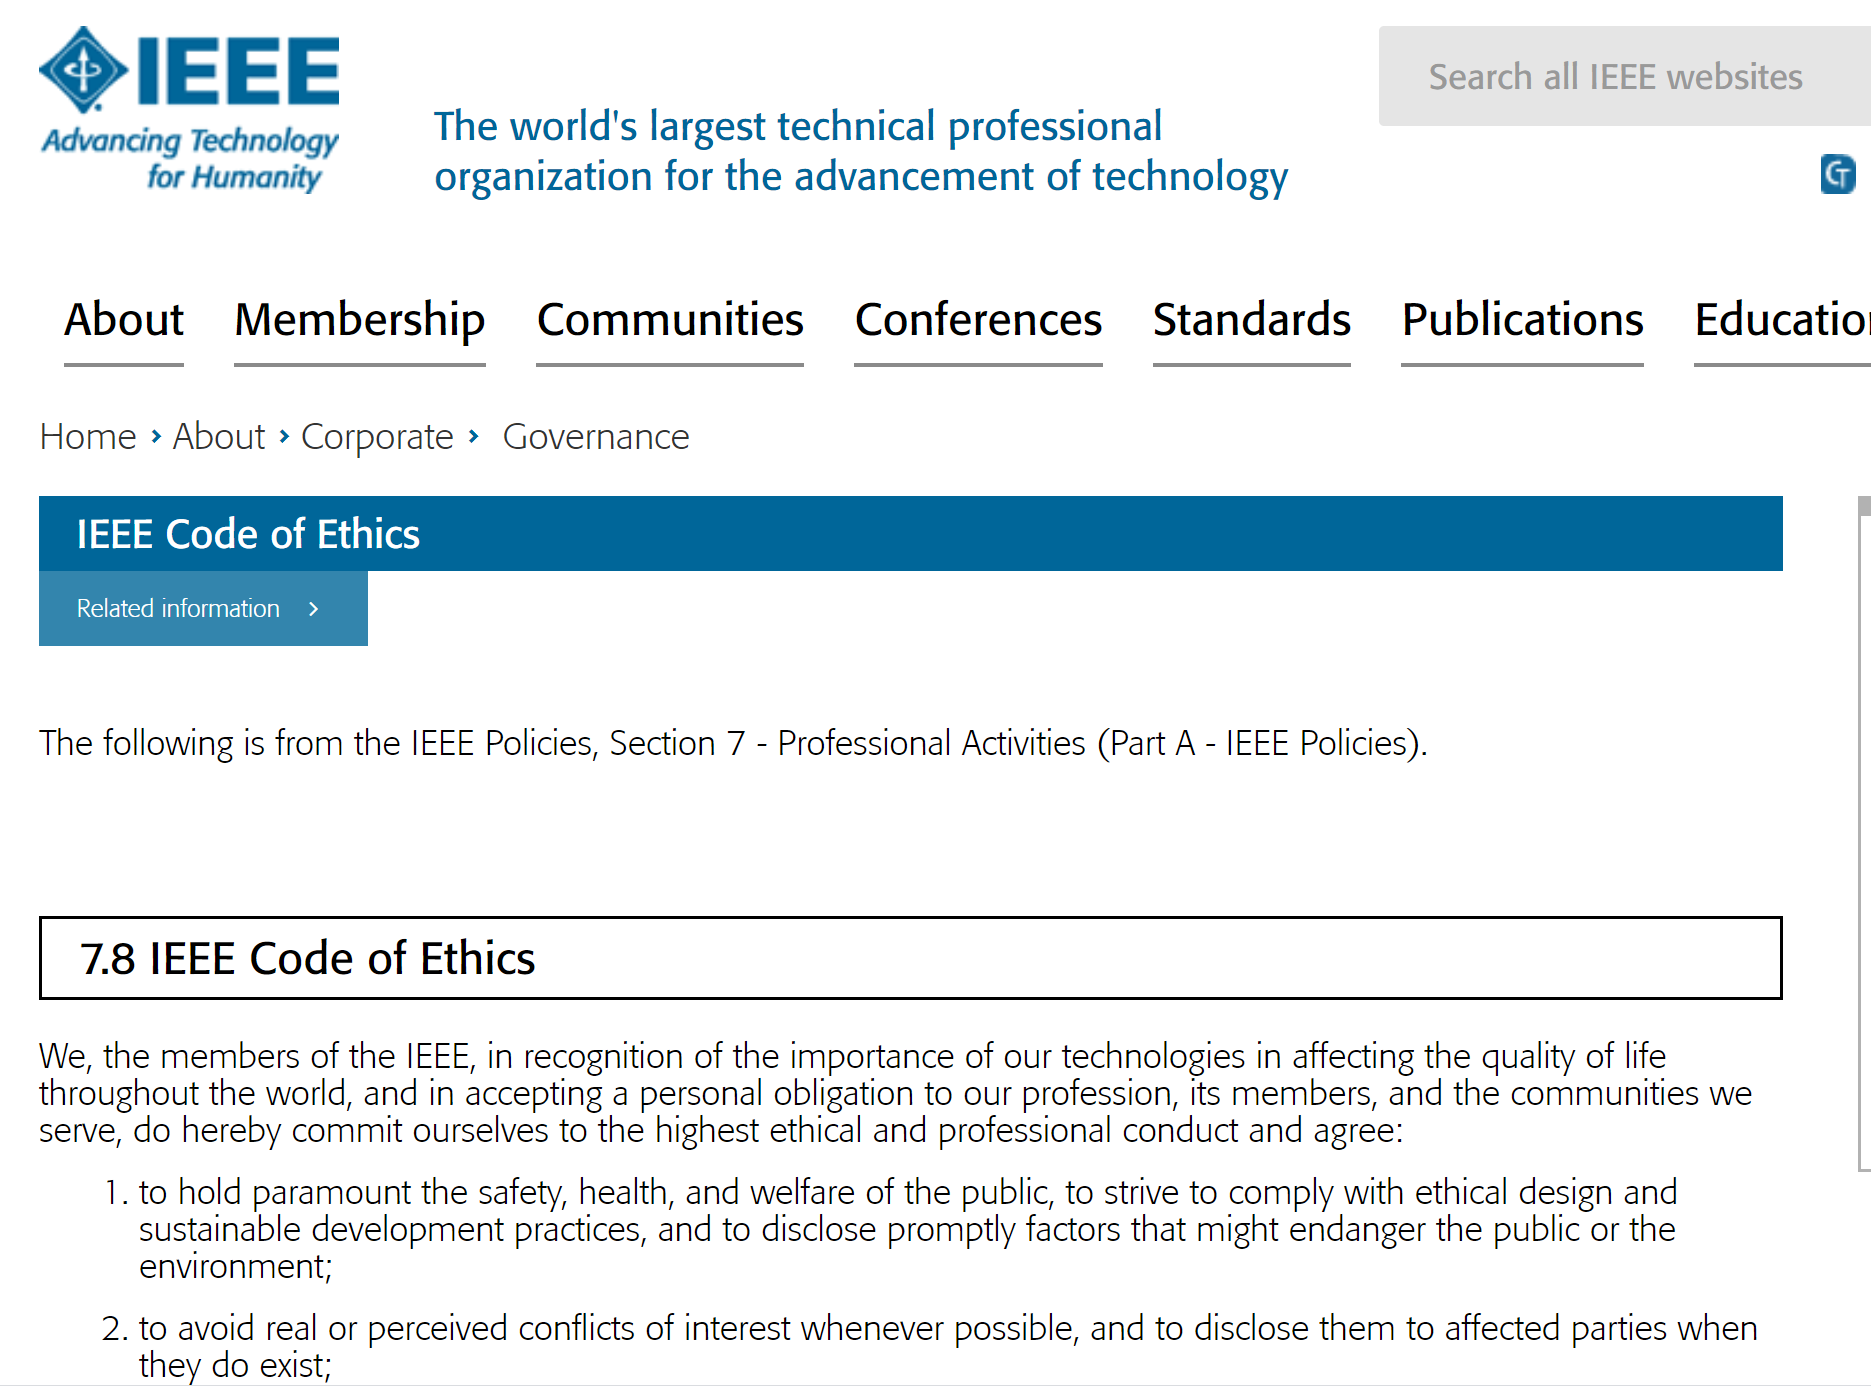 IEEE
Advancing Technology
for Humanity
The world's largest technical professional
organization for the advancement of technology
Search all IEEE websites
About Membership Communities Conferences Standards Publications
Home › About › Corporate › Governance
IEEE Code of Ethics
Related information ›
The following is from the IEEE Policies, Section 7 - Professional Activities (Part A - IEEE Policies).
7.8 IEEE Code of Ethics
We, the members of the IEEE, in recognition of the importance of our technologies in affecting the quality of life
throughout the world, and in accepting a personal obligation to our profession, its members, and the communities we
serve, do hereby commit ourselves to the highest ethical and professional conduct and agree:
1. to hold paramount the safety, health, and welfare of the public, to strive to comply with ethical design and
sustainable development practices, and to disclose promptly factors that might endanger the public or the
environment;
2. to avoid real or perceived conflicts of interest whenever possible, and to disclose them to affected parties when
they do exist;